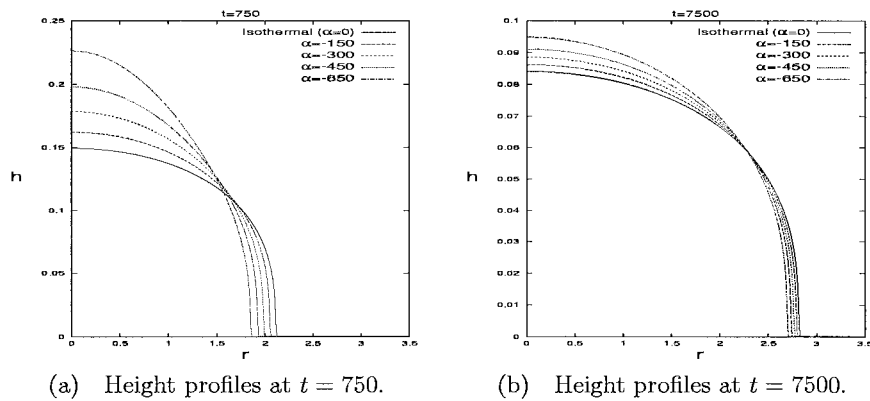 t=750
Isothermal (α=0)
α=-150
α=-300
α=-450
α=-650
0.25
0.2
0.15
0.1
0.05
0
h
0 0.5 1 1.5 2 2.5 3 3.5
r
(a) Height profiles at t = 750.
t=7500
Isothermal (α=0)
α=-150
α=-300
α=-450
α=-650
0.1
0.09
0.08
0.07
0.06
0.05
0.04
0.03
0.02
0.01
0
h
0 0.5 1 1.5 2 2.5 3 3.5
r
(b) Height profiles at t = 7500.